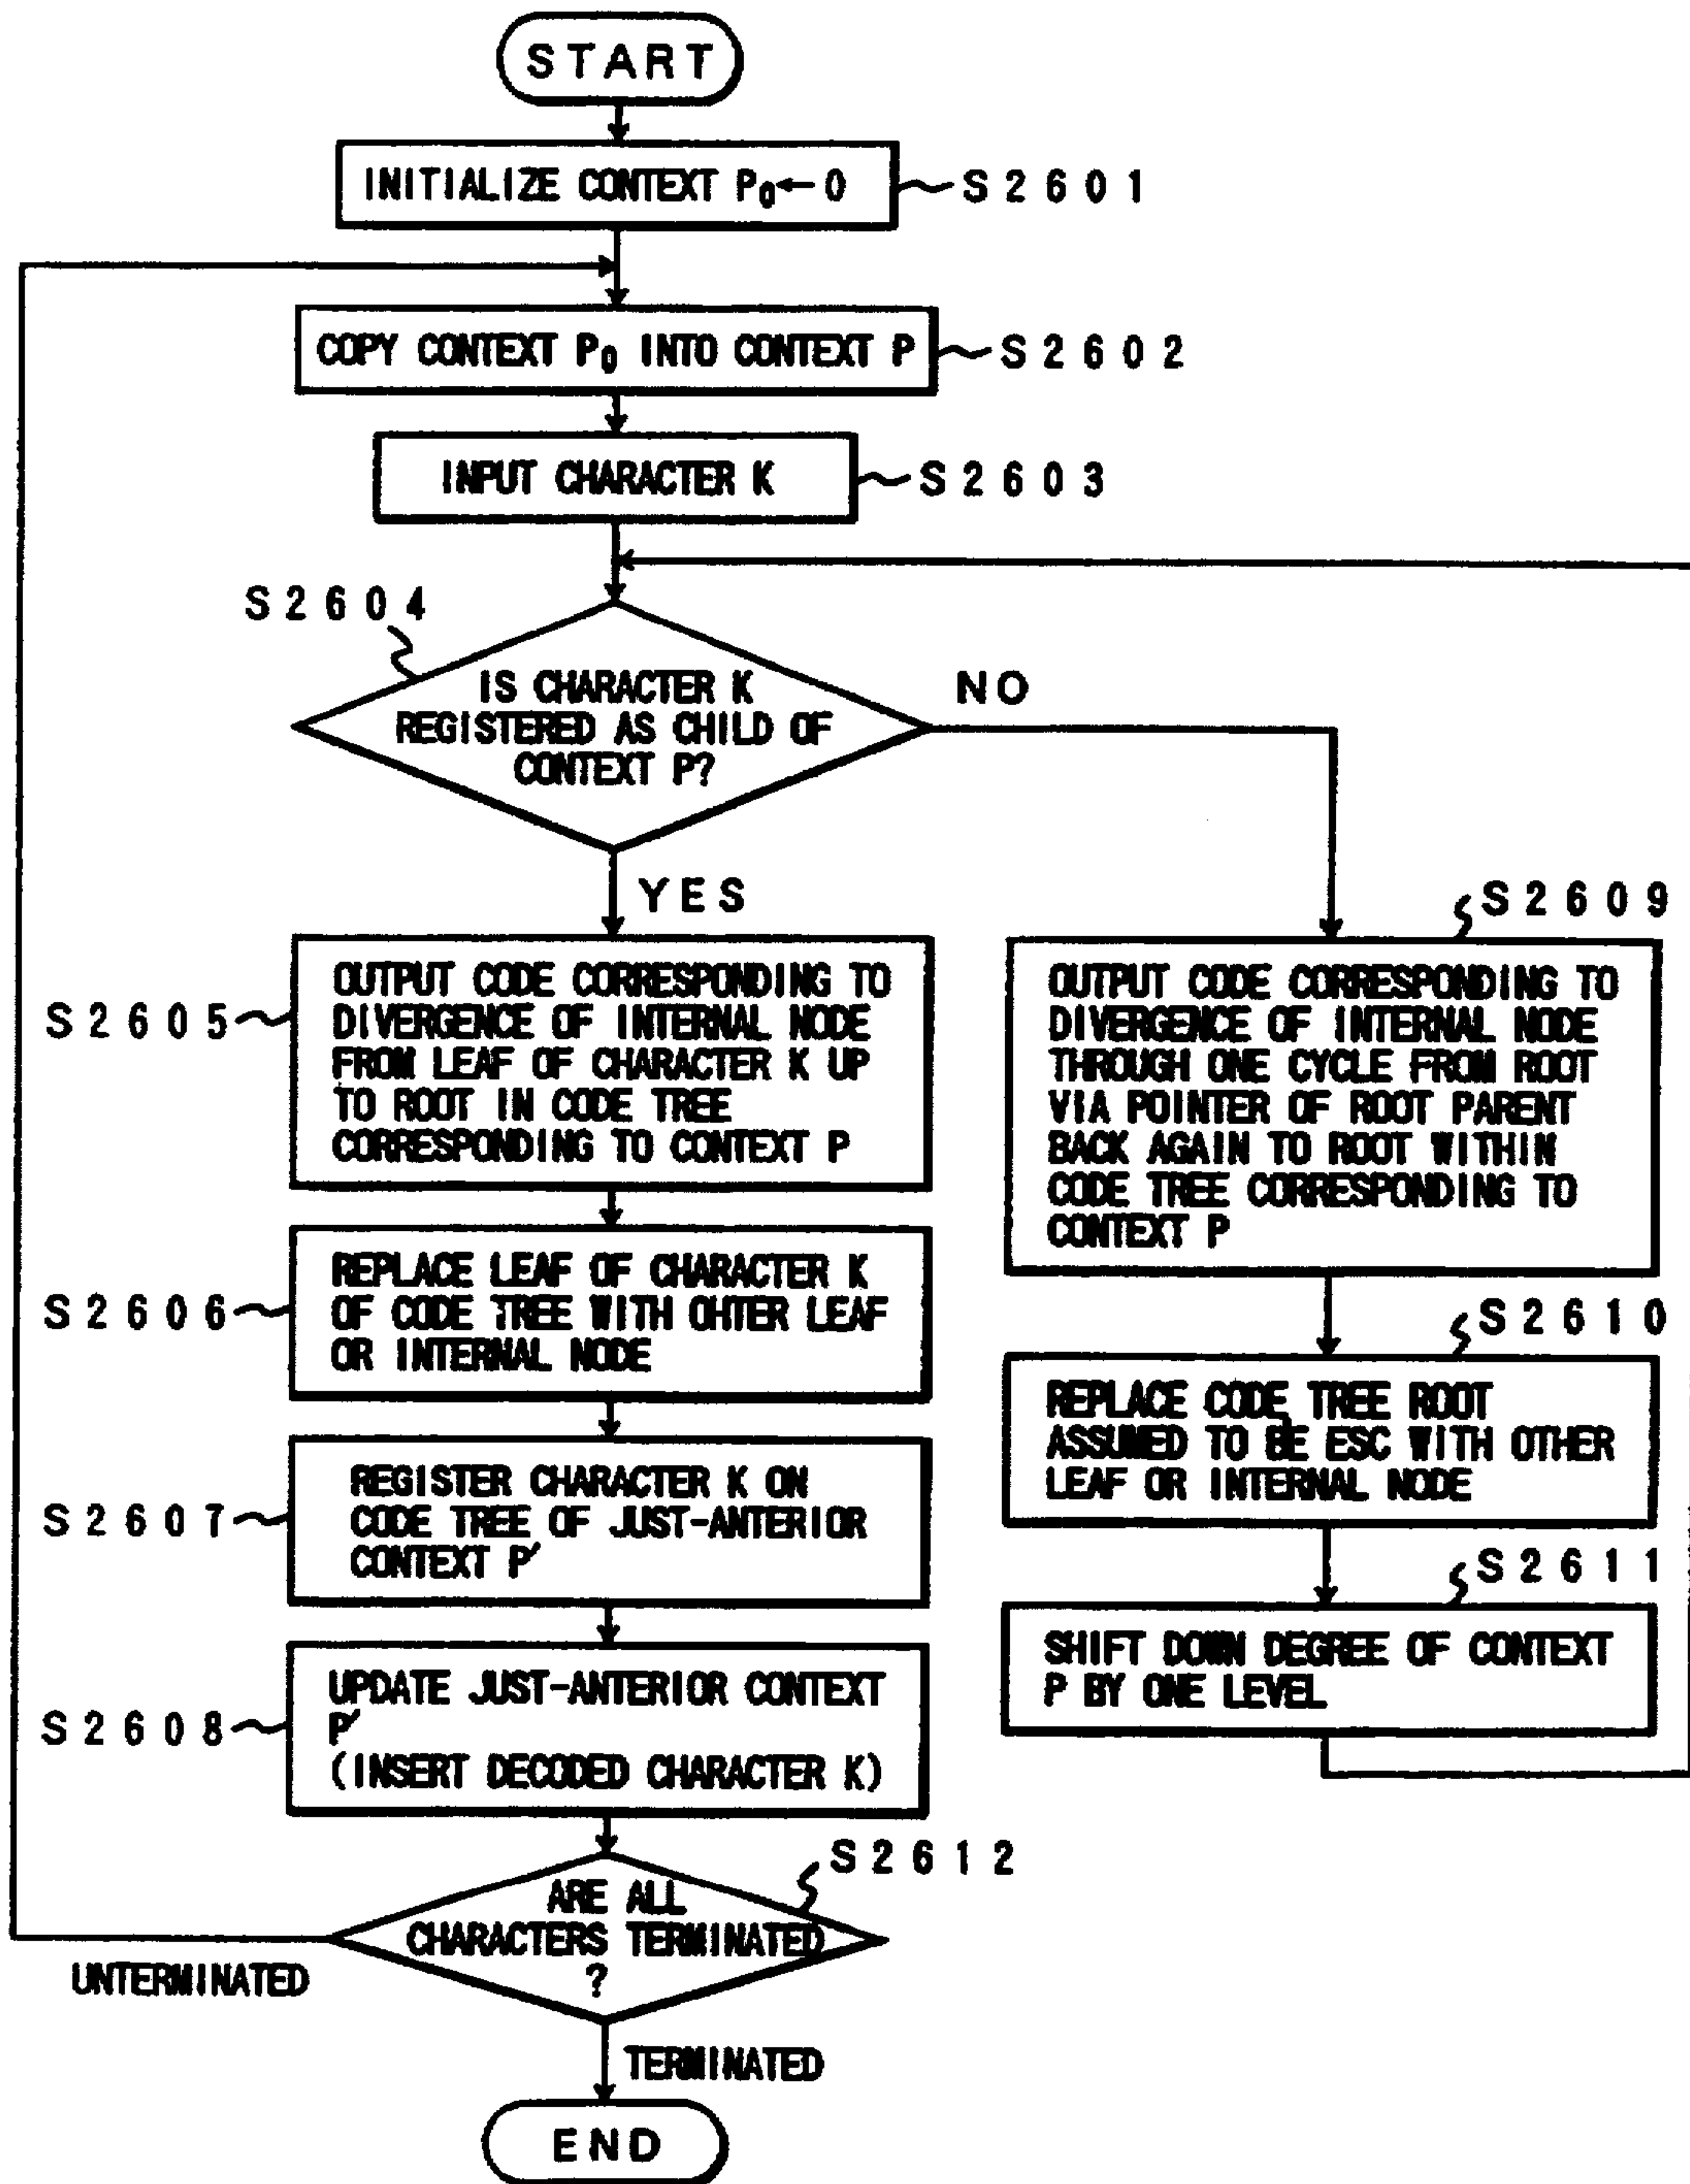 START
INITIALIZE CONTEXT P₀←0
S2601
COPY CONTEXT P₀ INTO CONTEXT P
S2602
INPUT CHARACTER K
S2603
S2604
IS CHARACTER K
REGISTERED AS CHILD OF
CONTEXT P?
NO
YES
S2605
OUTPUT CODE CORRESPONDING TO
DIVERGENCE OF INTERNAL NODE
FROM LEAF OF CHARACTER K UP
TO ROOT IN CODE TREE
CORRESPONDING TO CONTEXT P
S2606
REPLACE LEAF OF CHARACTER K
OF CODE TREE WITH OHTER LEAF
OR INTERNAL NODE
S2607
REGISTER CHARACTER K ON
CODE TREE OF JUST-ANTERIOR
CONTEXT P′
S2608
UPDATE JUST-ANTERIOR CONTEXT
P′
(INSERT DECODED CHARACTER K)
S2609
OUTPUT CODE CORRESPONDING TO
DIVERGENCE OF INTERNAL NODE
THROUGH ONE CYCLE FROM ROOT
VIA POINTER OF ROOT PARENT
BACK AGAIN TO ROOT WITHIN
CODE TREE CORRESPONDING TO
CONTEXT P
S2610
REPLACE CODE TREE ROOT
ASSUMED TO BE ESC WITH OTHER
LEAF OR INTERNAL NODE
S2611
SHIFT DOWN DEGREE OF CONTEXT
P BY ONE LEVEL
S2612
ARE ALL
CHARACTERS TERMINATED
?
UNTERMINATED
TERMINATED
END